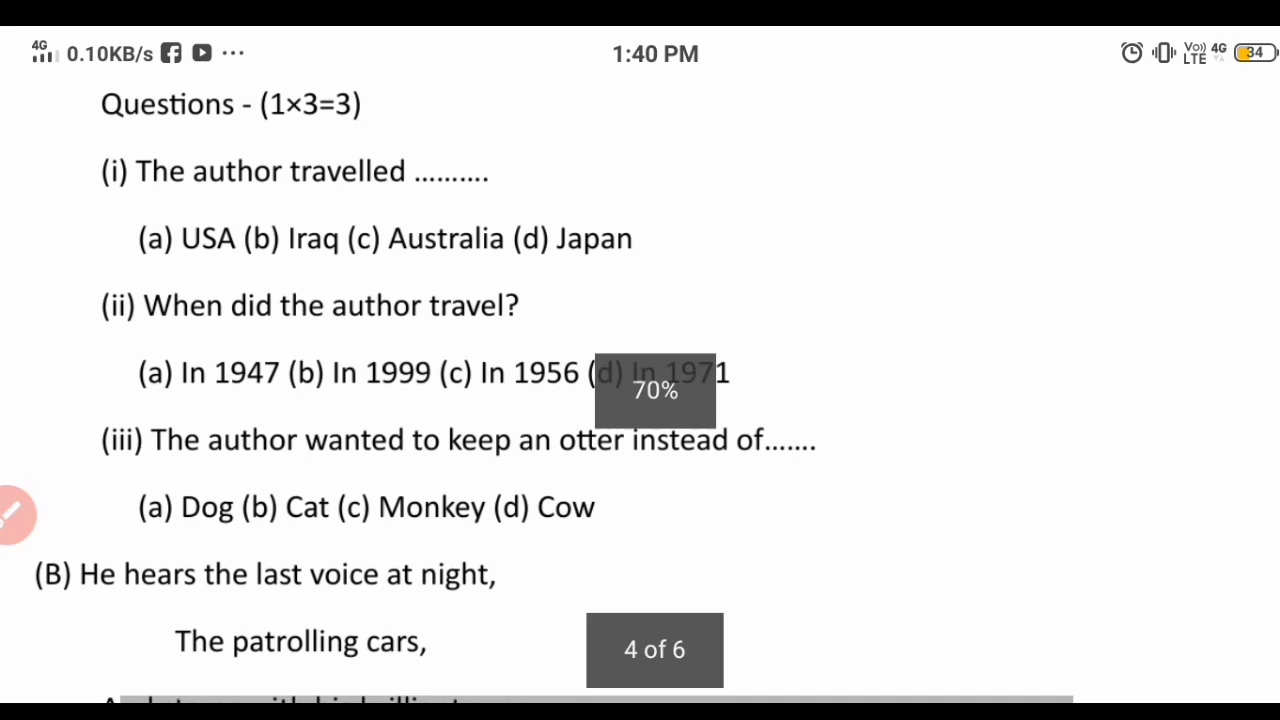 4G 0.10KB/s ... 1:40 PM Vo)) LTE 4G 34
Questions - (1×3=3)
(i) The author travelled ..........
(a) USA (b) Iraq (c) Australia (d) Japan
(ii) When did the author travel?
(a) In 1947 (b) In 1999 (c) In 1956 (d) In 1971
70%
(iii) The author wanted to keep an otter instead of.......
(a) Dog (b) Cat (c) Monkey (d) Cow
(B) He hears the last voice at night,
The patrolling cars,
4 of 6